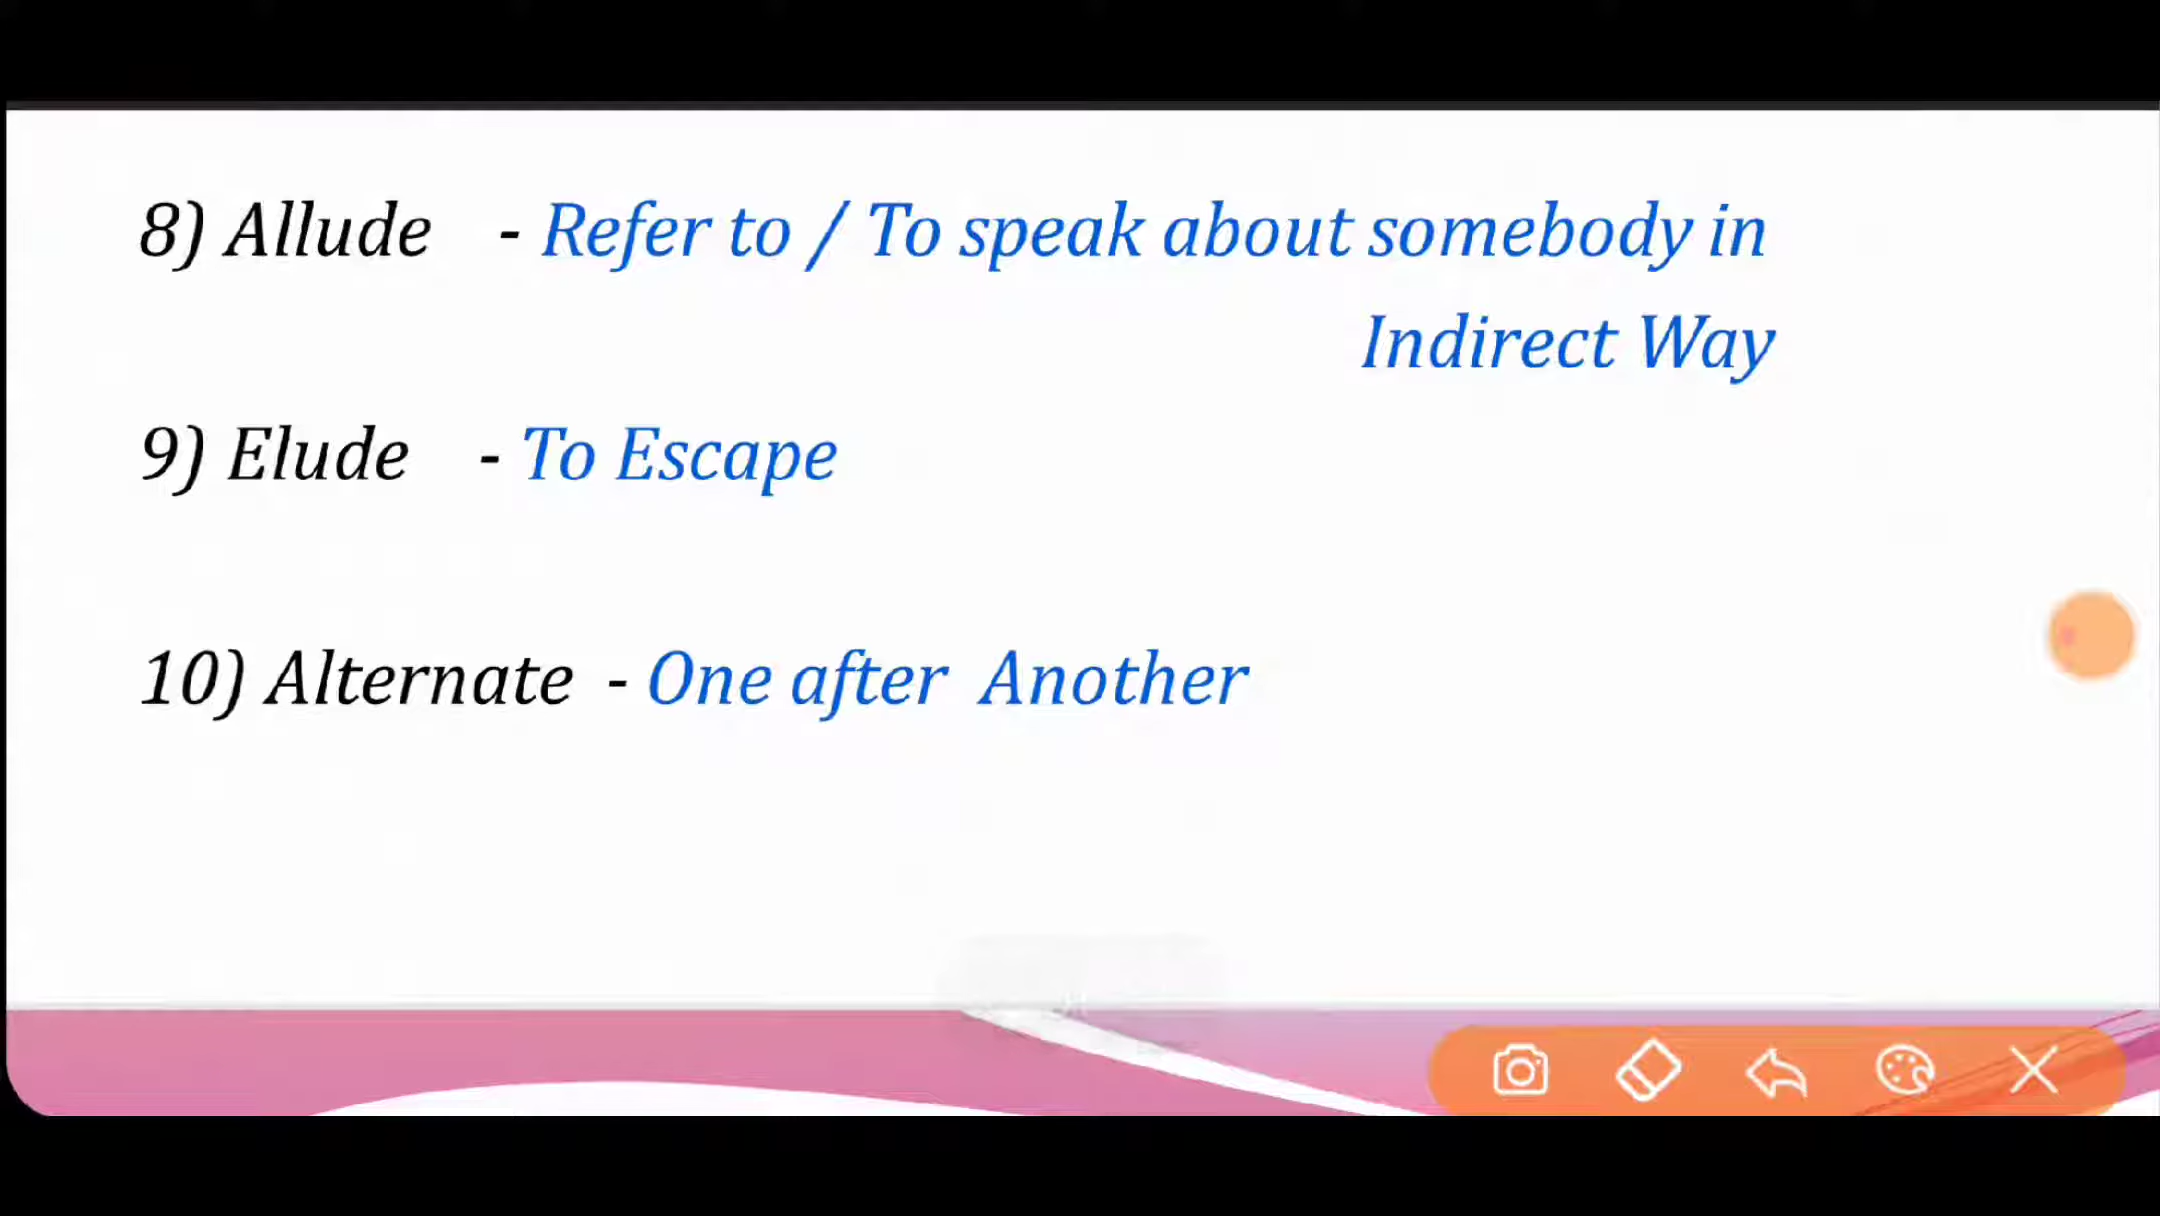 8) Allude - Refer to / To speak about somebody in
Indirect Way
9) Elude - To Escape
10) Alternate - One after Another